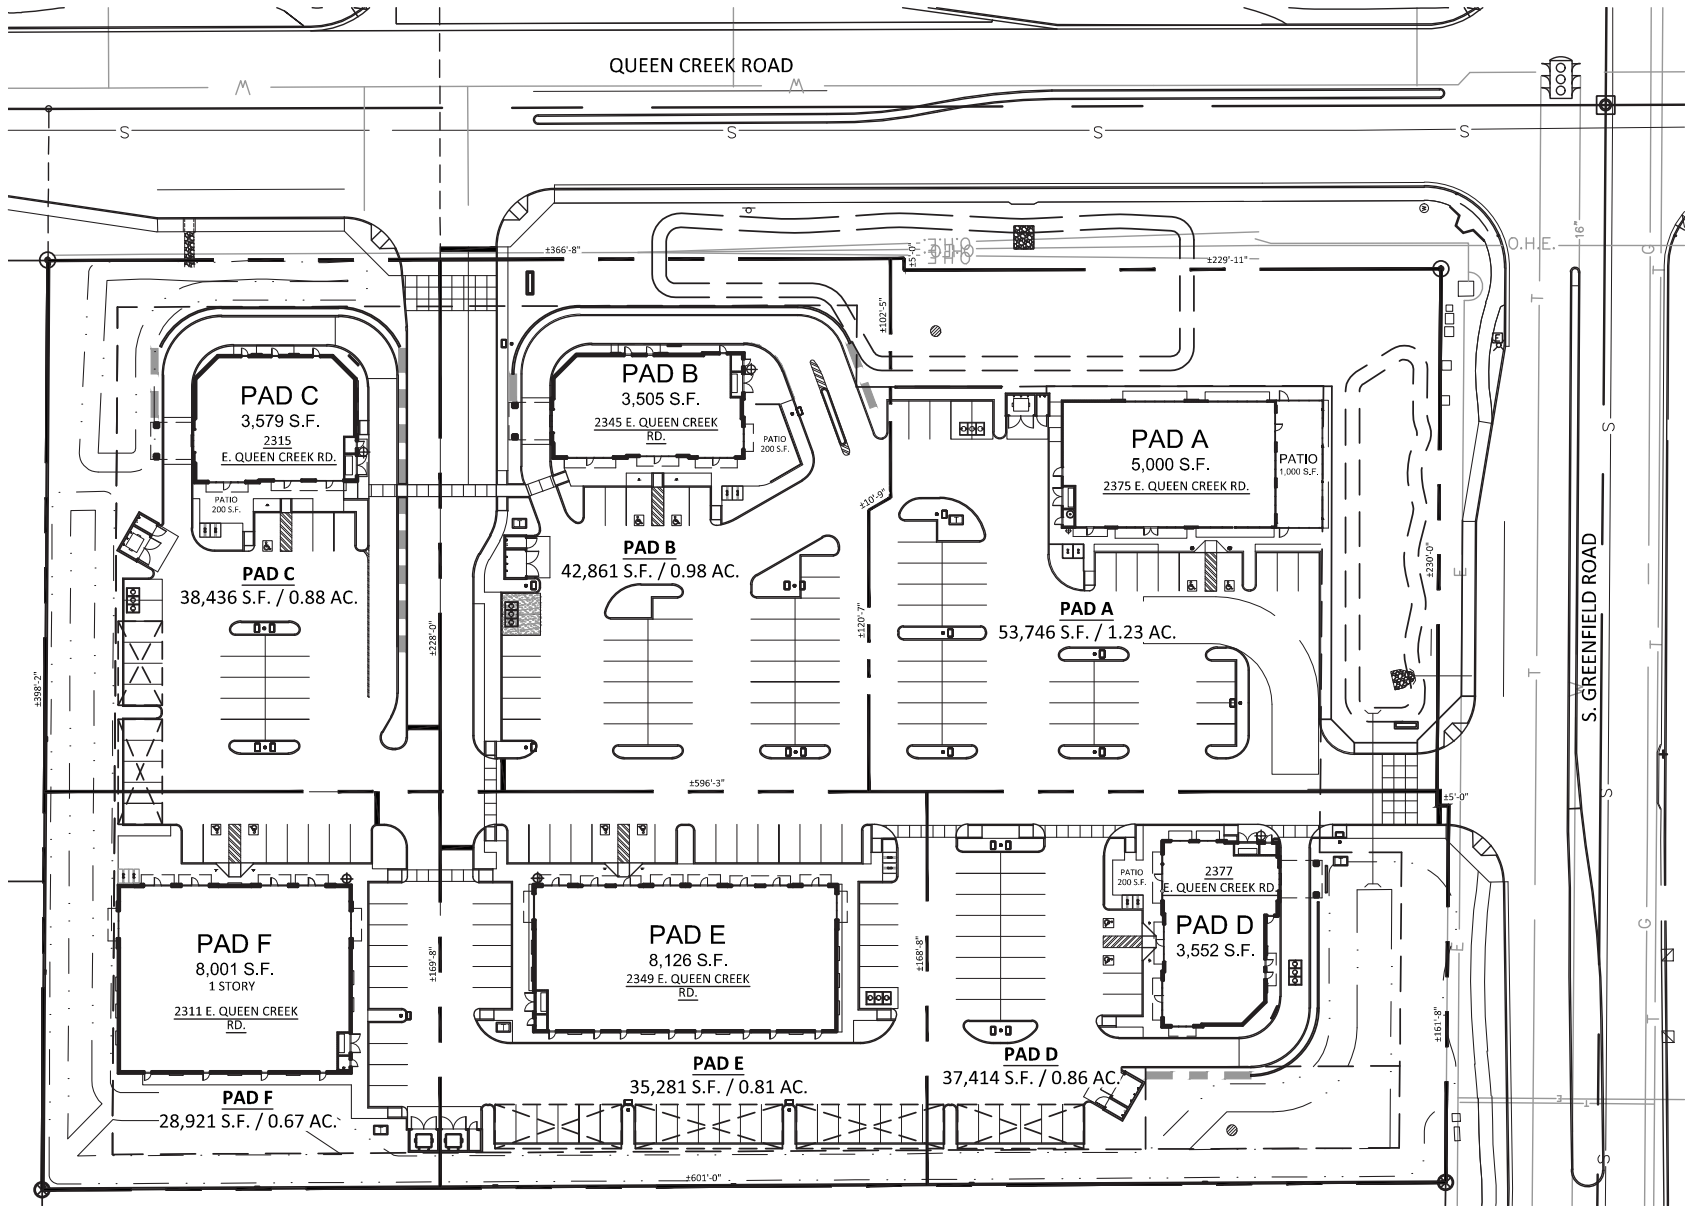 QUEEN CREEK ROAD
W
W
S
S
S
S
16"
O.H.E.
O.H.E.
O.H.E.
G
T
±366'-8"
±5'-0"
±229'-11"
±102'-5"
T
PAD C
3,579 S.F.
2315
E. QUEEN CREEK RD.
PATIO
200 S.F.
PAD B
3,505 S.F.
2345 E. QUEEN CREEK
RD.
PATIO
200 S.F.
PAD A
5,000 S.F.
2375 E. QUEEN CREEK RD.
PATIO
1,000 S.F.
S
±10'-9"
PAD C
38,436 S.F. / 0.88 AC.
PAD B
42,861 S.F. / 0.98 AC.
PAD A
53,746 S.F. / 1.23 AC.
±230'-0"
E
±120'-7"
±228'-0"
±398'-2"
S. GREENFIELD ROAD
T
T
W
±596'-3"
±5'-0"
S
PAD F
8,001 S.F.
1 STORY
2311 E. QUEEN CREEK
RD.
±169'-8"
PAD E
8,126 S.F.
2349 E. QUEEN CREEK
RD.
±168'-8"
PATIO
200 S.F.
2377
E. QUEEN CREEK RD.
PAD D
3,552 S.F.
E
G
T
±161'-8"
PAD F
28,921 S.F. / 0.67 AC.
PAD E
35,281 S.F. / 0.81 AC.
PAD D
37,414 S.F. / 0.86 AC.
E
T
S
±601'-0"